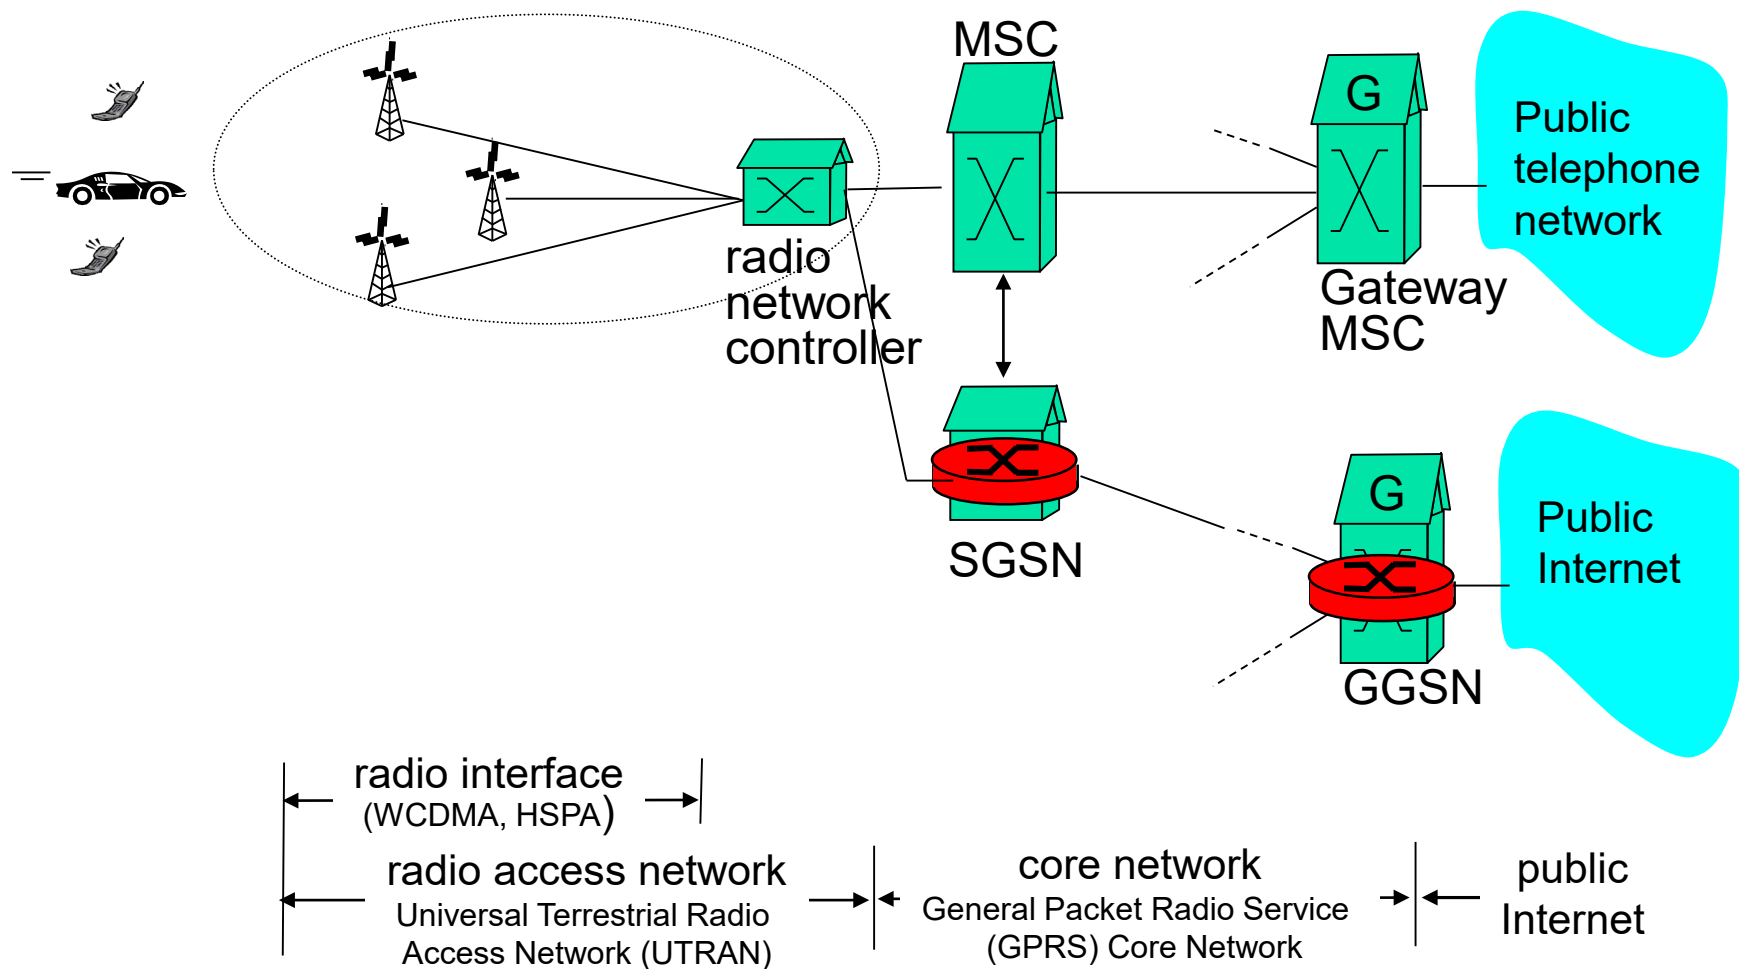 MSC
G
Public
telephone
network
radio
network
controller
Gateway
MSC
G
Public
Internet
SGSN
GGSN
radio interface
(WCDMA, HSPA)
radio access network
Universal Terrestrial Radio
Access Network (UTRAN)
core network
General Packet Radio Service
(GPRS) Core Network
public
Internet